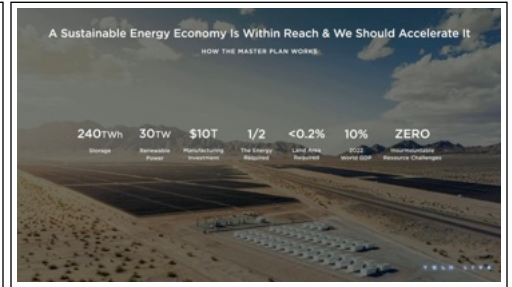 A Sustainable Energy Economy Is Within Reach & We Should Accelerate It
HOW THE MASTER PLAN WORKS
240TWh
Storage
30TW
Renewable
Power
$10T
Manufacturing
Investment
1/2
The Energy
Required
<0.2%
Land Area
Required
10%
2022
World GDP
ZERO
Insurmountable
Resource Challenges